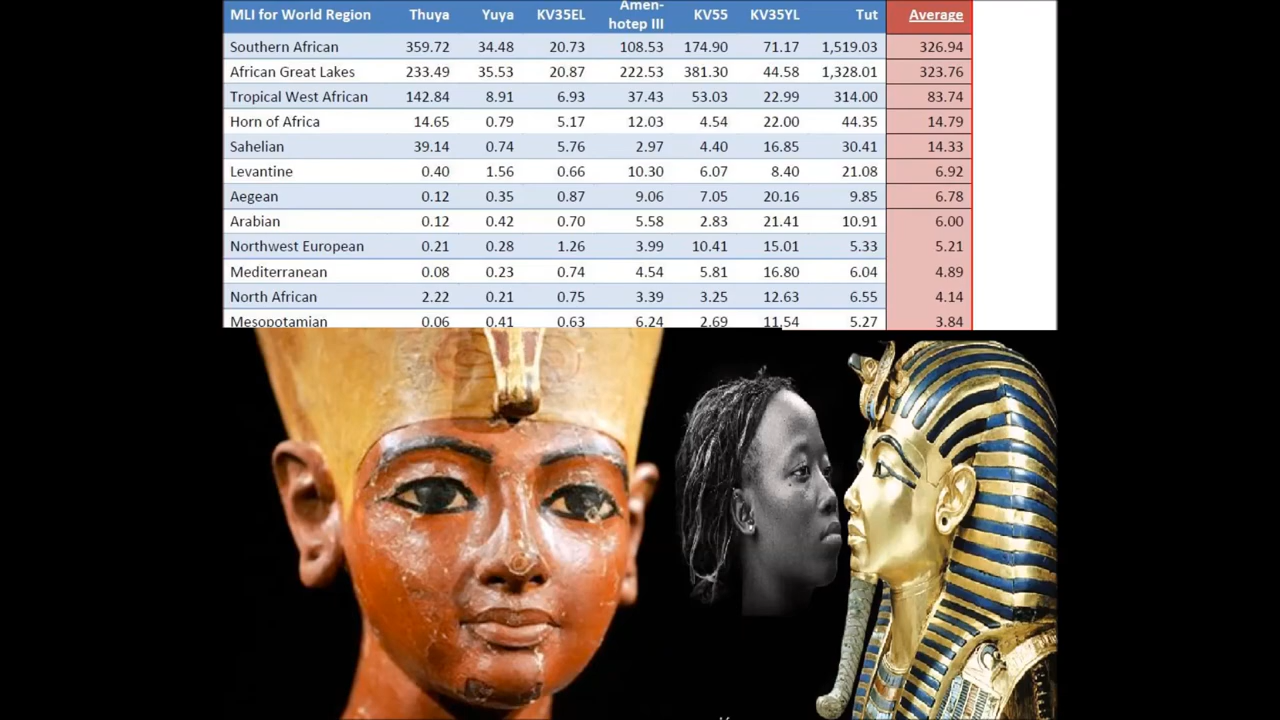 MLI for World Region Thuya Yuya KV35EL Amen-hotep III KV55 KV35YL Tut Average
Southern African 359.72 34.48 20.73 108.53 174.90 71.17 1,519.03 326.94
African Great Lakes 233.49 35.53 20.87 222.53 381.30 44.58 1,328.01 323.76
Tropical West African 142.84 8.91 6.93 37.43 53.03 22.99 314.00 83.74
Horn of Africa 14.65 0.79 5.17 12.03 4.54 22.00 44.35 14.79
Sahelian 39.14 0.74 5.76 2.97 4.40 16.85 30.41 14.33
Levantine 0.40 1.56 0.66 10.30 6.07 8.40 21.08 6.92
Aegean 0.12 0.35 0.87 9.06 7.05 20.16 9.85 6.78
Arabian 0.12 0.42 0.70 5.58 2.83 21.41 10.91 6.00
Northwest European 0.21 0.28 1.26 3.99 10.41 15.01 5.33 5.21
Mediterranean 0.08 0.23 0.74 4.54 5.81 16.80 6.04 4.89
North African 2.22 0.21 0.75 3.39 3.25 12.63 6.55 4.14
Mesopotamian 0.06 0.41 0.63 6.24 2.69 11.54 5.27 3.84